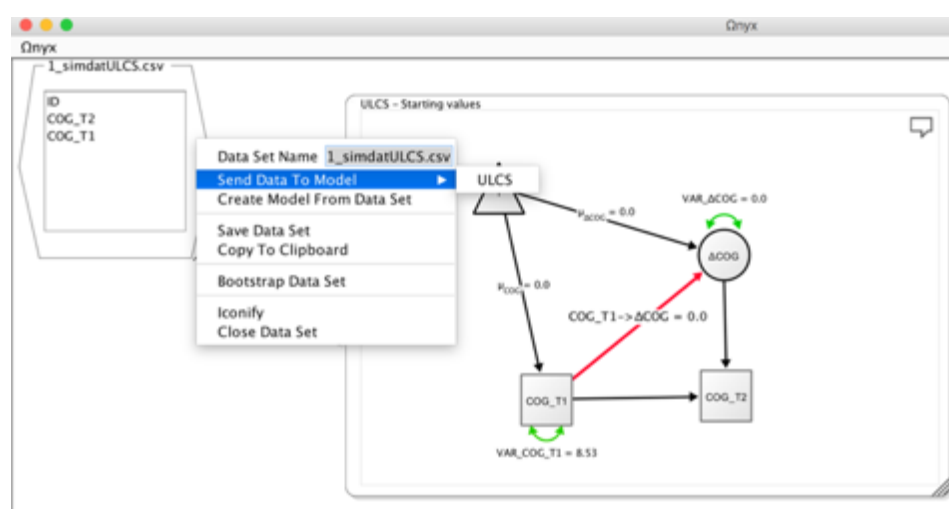 Ωnyx
Ωnyx
1_simdatULCS.csv
ID
COG_T2
COG_T1
Data Set Name 1_simdatULCS.csv
Send Data To Model
Create Model From Data Set
Save Data Set
Copy To Clipboard
Bootstrap Data Set
Iconify
Close Data Set
ULCS
ULCS - Starting values
VAR_ΔCOG = 0.0
μΔCOG = 0.0
ΔCOG
μCOG = 0.0
COG_T1->ΔCOG = 0.0
COG_T1
COG_T2
VAR_COG_T1 = 8.53